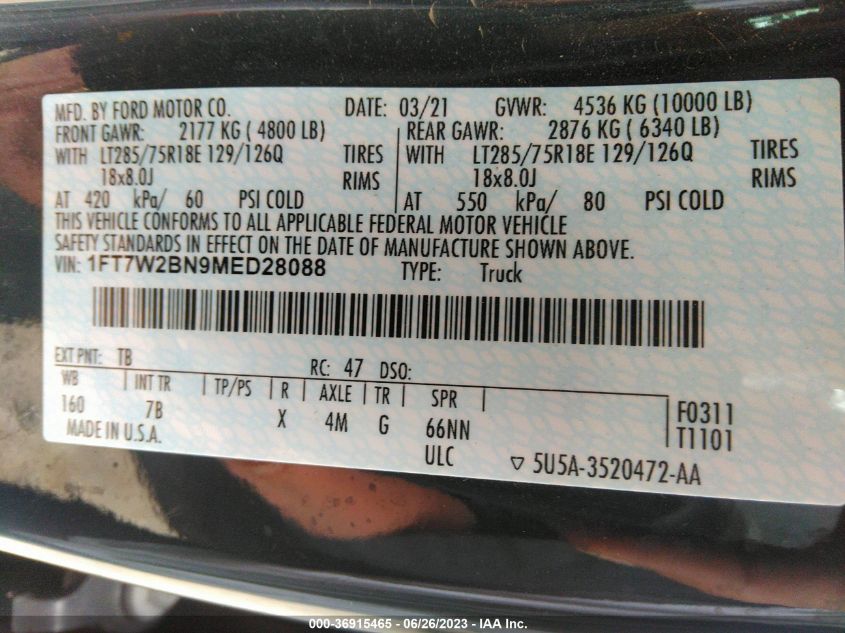 MFD. BY FORD MOTOR CO. DATE: 03/21 GVWR: 4536 KG (10000 LB)
FRONT GAWR: 2177 KG ( 4800 LB) REAR GAWR: 2876 KG ( 6340 LB)
WITH LT285/75R18E 129/126Q TIRES WITH LT285/75R18E 129/126Q TIRES
18x8.0J RIMS 18x8.0J RIMS
AT 420 kPa/ 60 PSI COLD AT 550 kPa/ 80 PSI COLD
THIS VEHICLE CONFORMS TO ALL APPLICABLE FEDERAL MOTOR VEHICLE
SAFETY STANDARDS IN EFFECT ON THE DATE OF MANUFACTURE SHOWN ABOVE.
VIN: 1FT7W2BN9MED28088 TYPE: Truck
EXT PNT: TB RC: 47 DSO:
WB INT TR TP/PS R AXLE TR SPR
160 7B X 4M G 66NN F0311
MADE IN U.S.A. ULC T1101
5U5A-3520472-AA
000-36915465 - 06/26/2023 - IAA Inc.